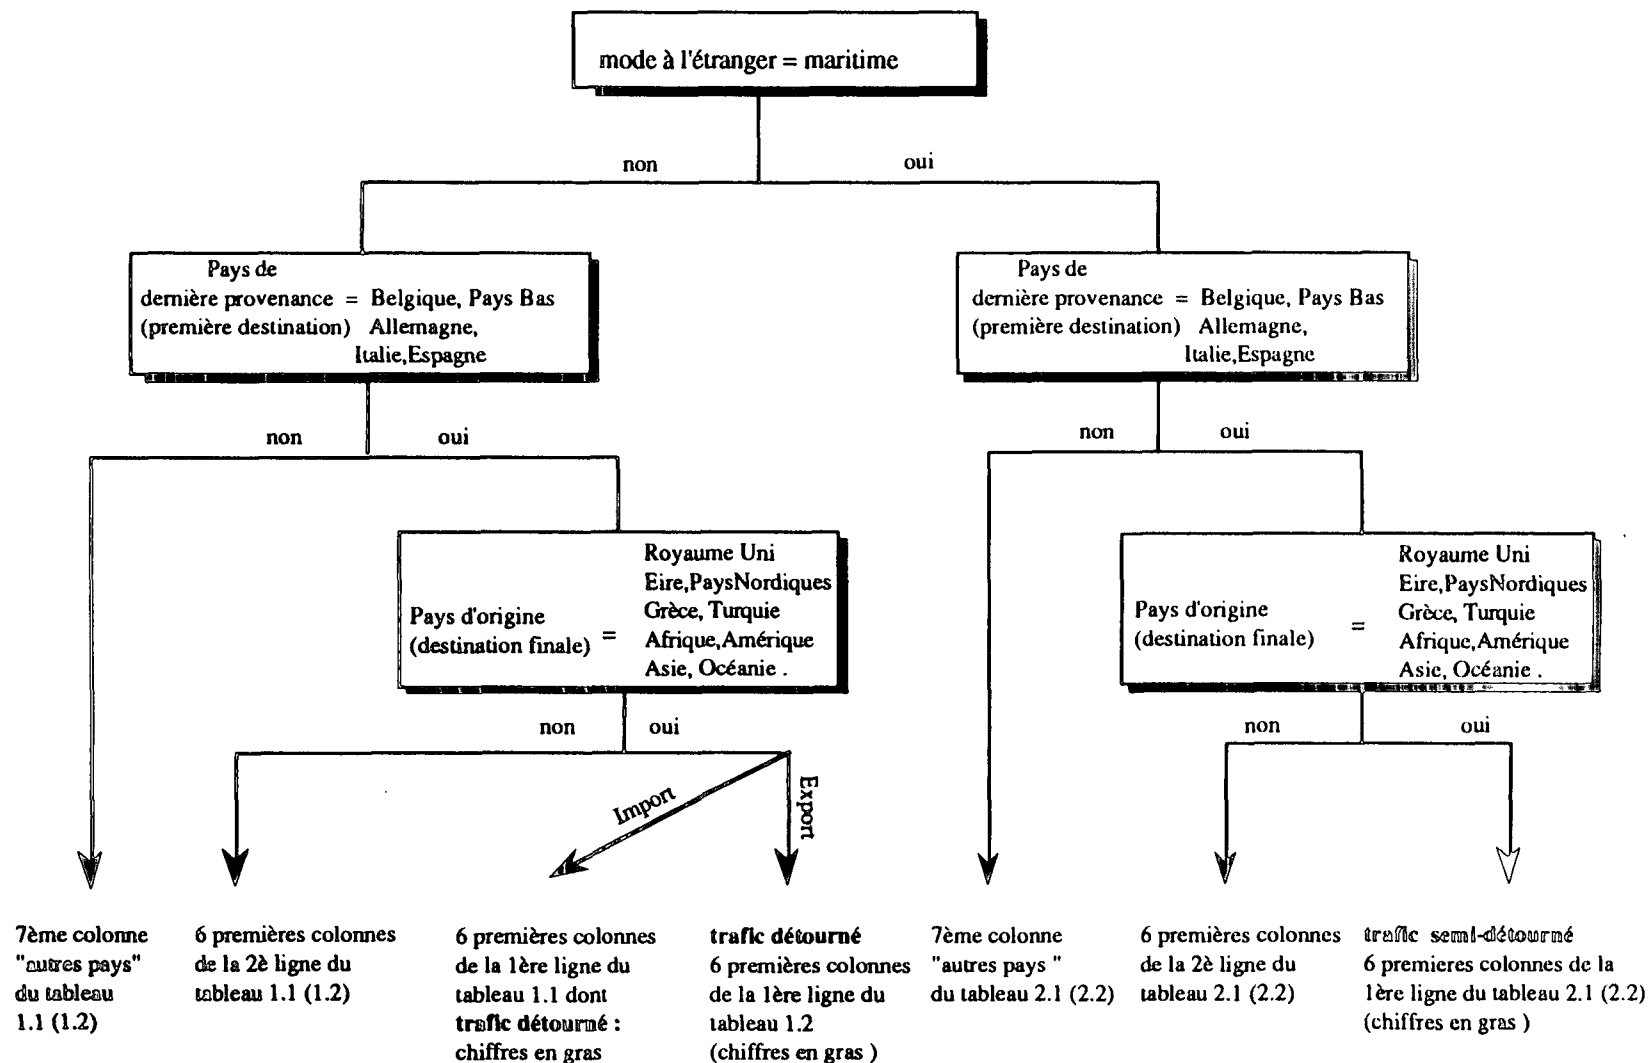 mode à l'étranger = maritime
non
oui
Pays de
dernière provenance = Belgique, Pays Bas
(première destination) Allemagne,
Italie,Espagne
Pays de
dernière provenance = Belgique, Pays Bas
(première destination) Allemagne,
Italie,Espagne
non
oui
non
oui
Royaume Uni
Eire,PaysNordiques
Grèce, Turquie
Afrique,Amérique
Asie, Océanie .
Pays d'origine
(destination finale) =
Royaume Uni
Eire,PaysNordiques
Grèce, Turquie
Afrique,Amérique
Asie, Océanie .
Pays d'origine
(destination finale) =
non
oui
non
oui
Import
Export
7ème colonne
"autres pays"
du tableau
1.1 (1.2)
6 premières colonnes
de la 2è ligne du
tableau 1.1 (1.2)
6 premières colonnes
de la 1ère ligne du
tableau 1.1 dont
trafic détourné :
chiffres en gras
trafic détourné
6 premières colonnes
de la 1ère ligne du
tableau 1.2
(chiffres en gras )
7ème colonne
"autres pays "
du tableau 2.1 (2.2)
6 premières colonnes
de la 2è ligne du
tableau 2.1 (2.2)
trafic semi-détourné
6 premieres colonnes de la
1ère ligne du tableau 2.1 (2.2)
(chiffres en gras )